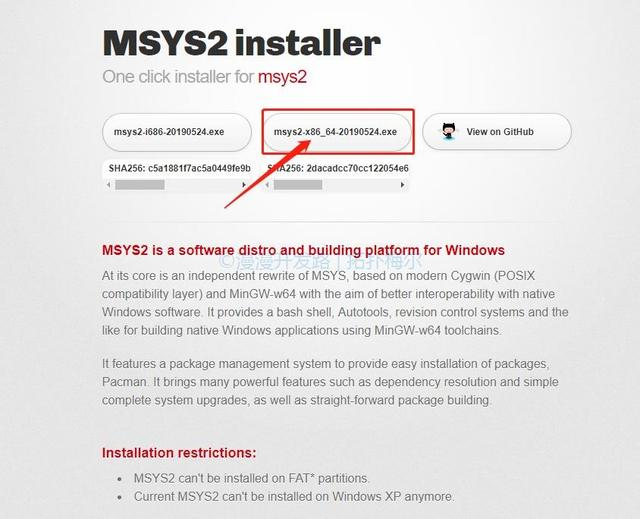 MSYS2 installer
One click installer for msys2
msys2-i686-20190524.exe
msys2-x86_64-20190524.exe
View on GitHub
SHA256: c5a1881f7ac5a0449fe9b
SHA256: 2dacadcc70cc122054e6
MSYS2 is a software distro and building platform for Windows
©漫漫开发路 | 拓扑梅尔
At its core is an independent rewrite of MSYS, based on modern Cygwin (POSIX
compatibility layer) and MinGW-w64 with the aim of better interoperability with native
Windows software. It provides a bash shell, Autotools, revision control systems and the
like for building native Windows applications using MinGW-w64 toolchains.
It features a package management system to provide easy installation of packages,
Pacman. It brings many powerful features such as dependency resolution and simple
complete system upgrades, as well as straight-forward package building.
Installation restrictions:
• MSYS2 can't be installed on FAT* partitions.
• Current MSYS2 can't be installed on Windows XP anymore.